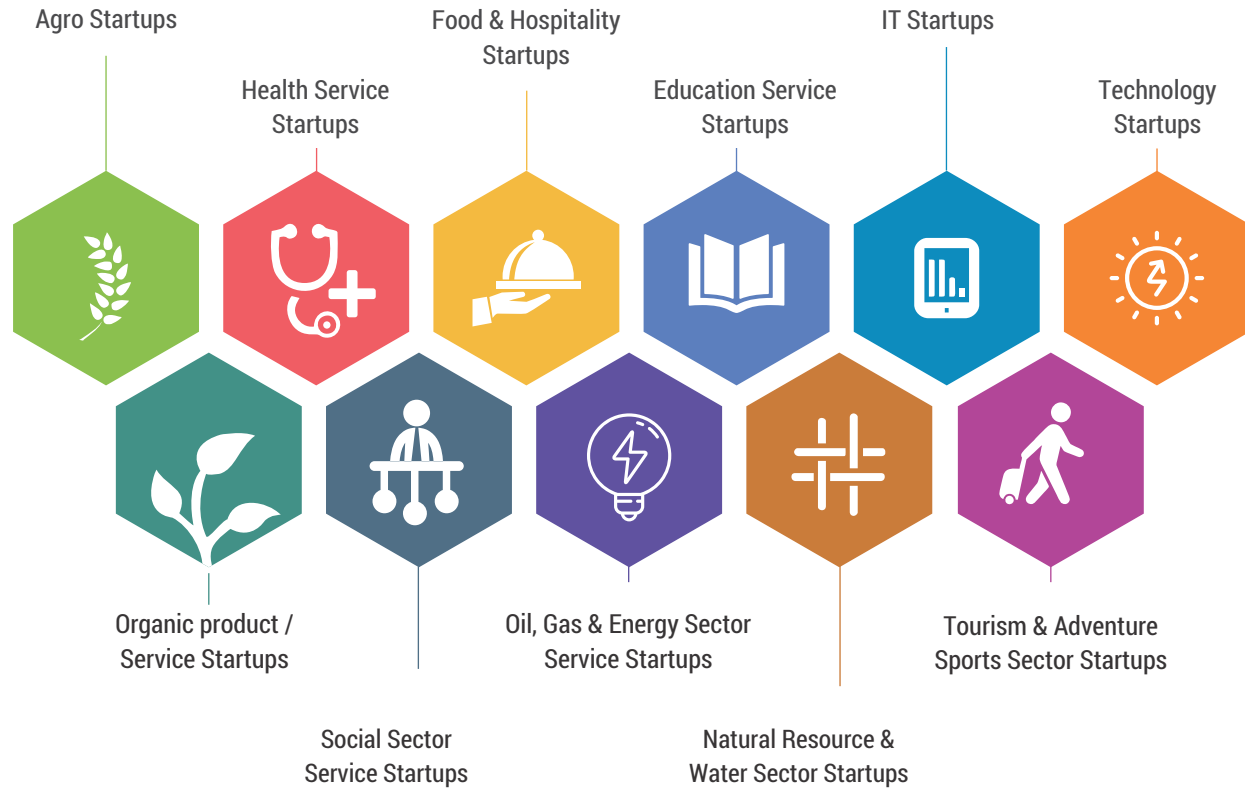 Agro Startups
Food & Hospitality
Startups
IT Startups
Health Service
Startups
Education Service
Startups
Technology
Startups
Organic product /
Service Startups
Oil, Gas & Energy Sector
Service Startups
Tourism & Adventure
Sports Sector Startups
Social Sector
Service Startups
Natural Resource &
Water Sector Startups